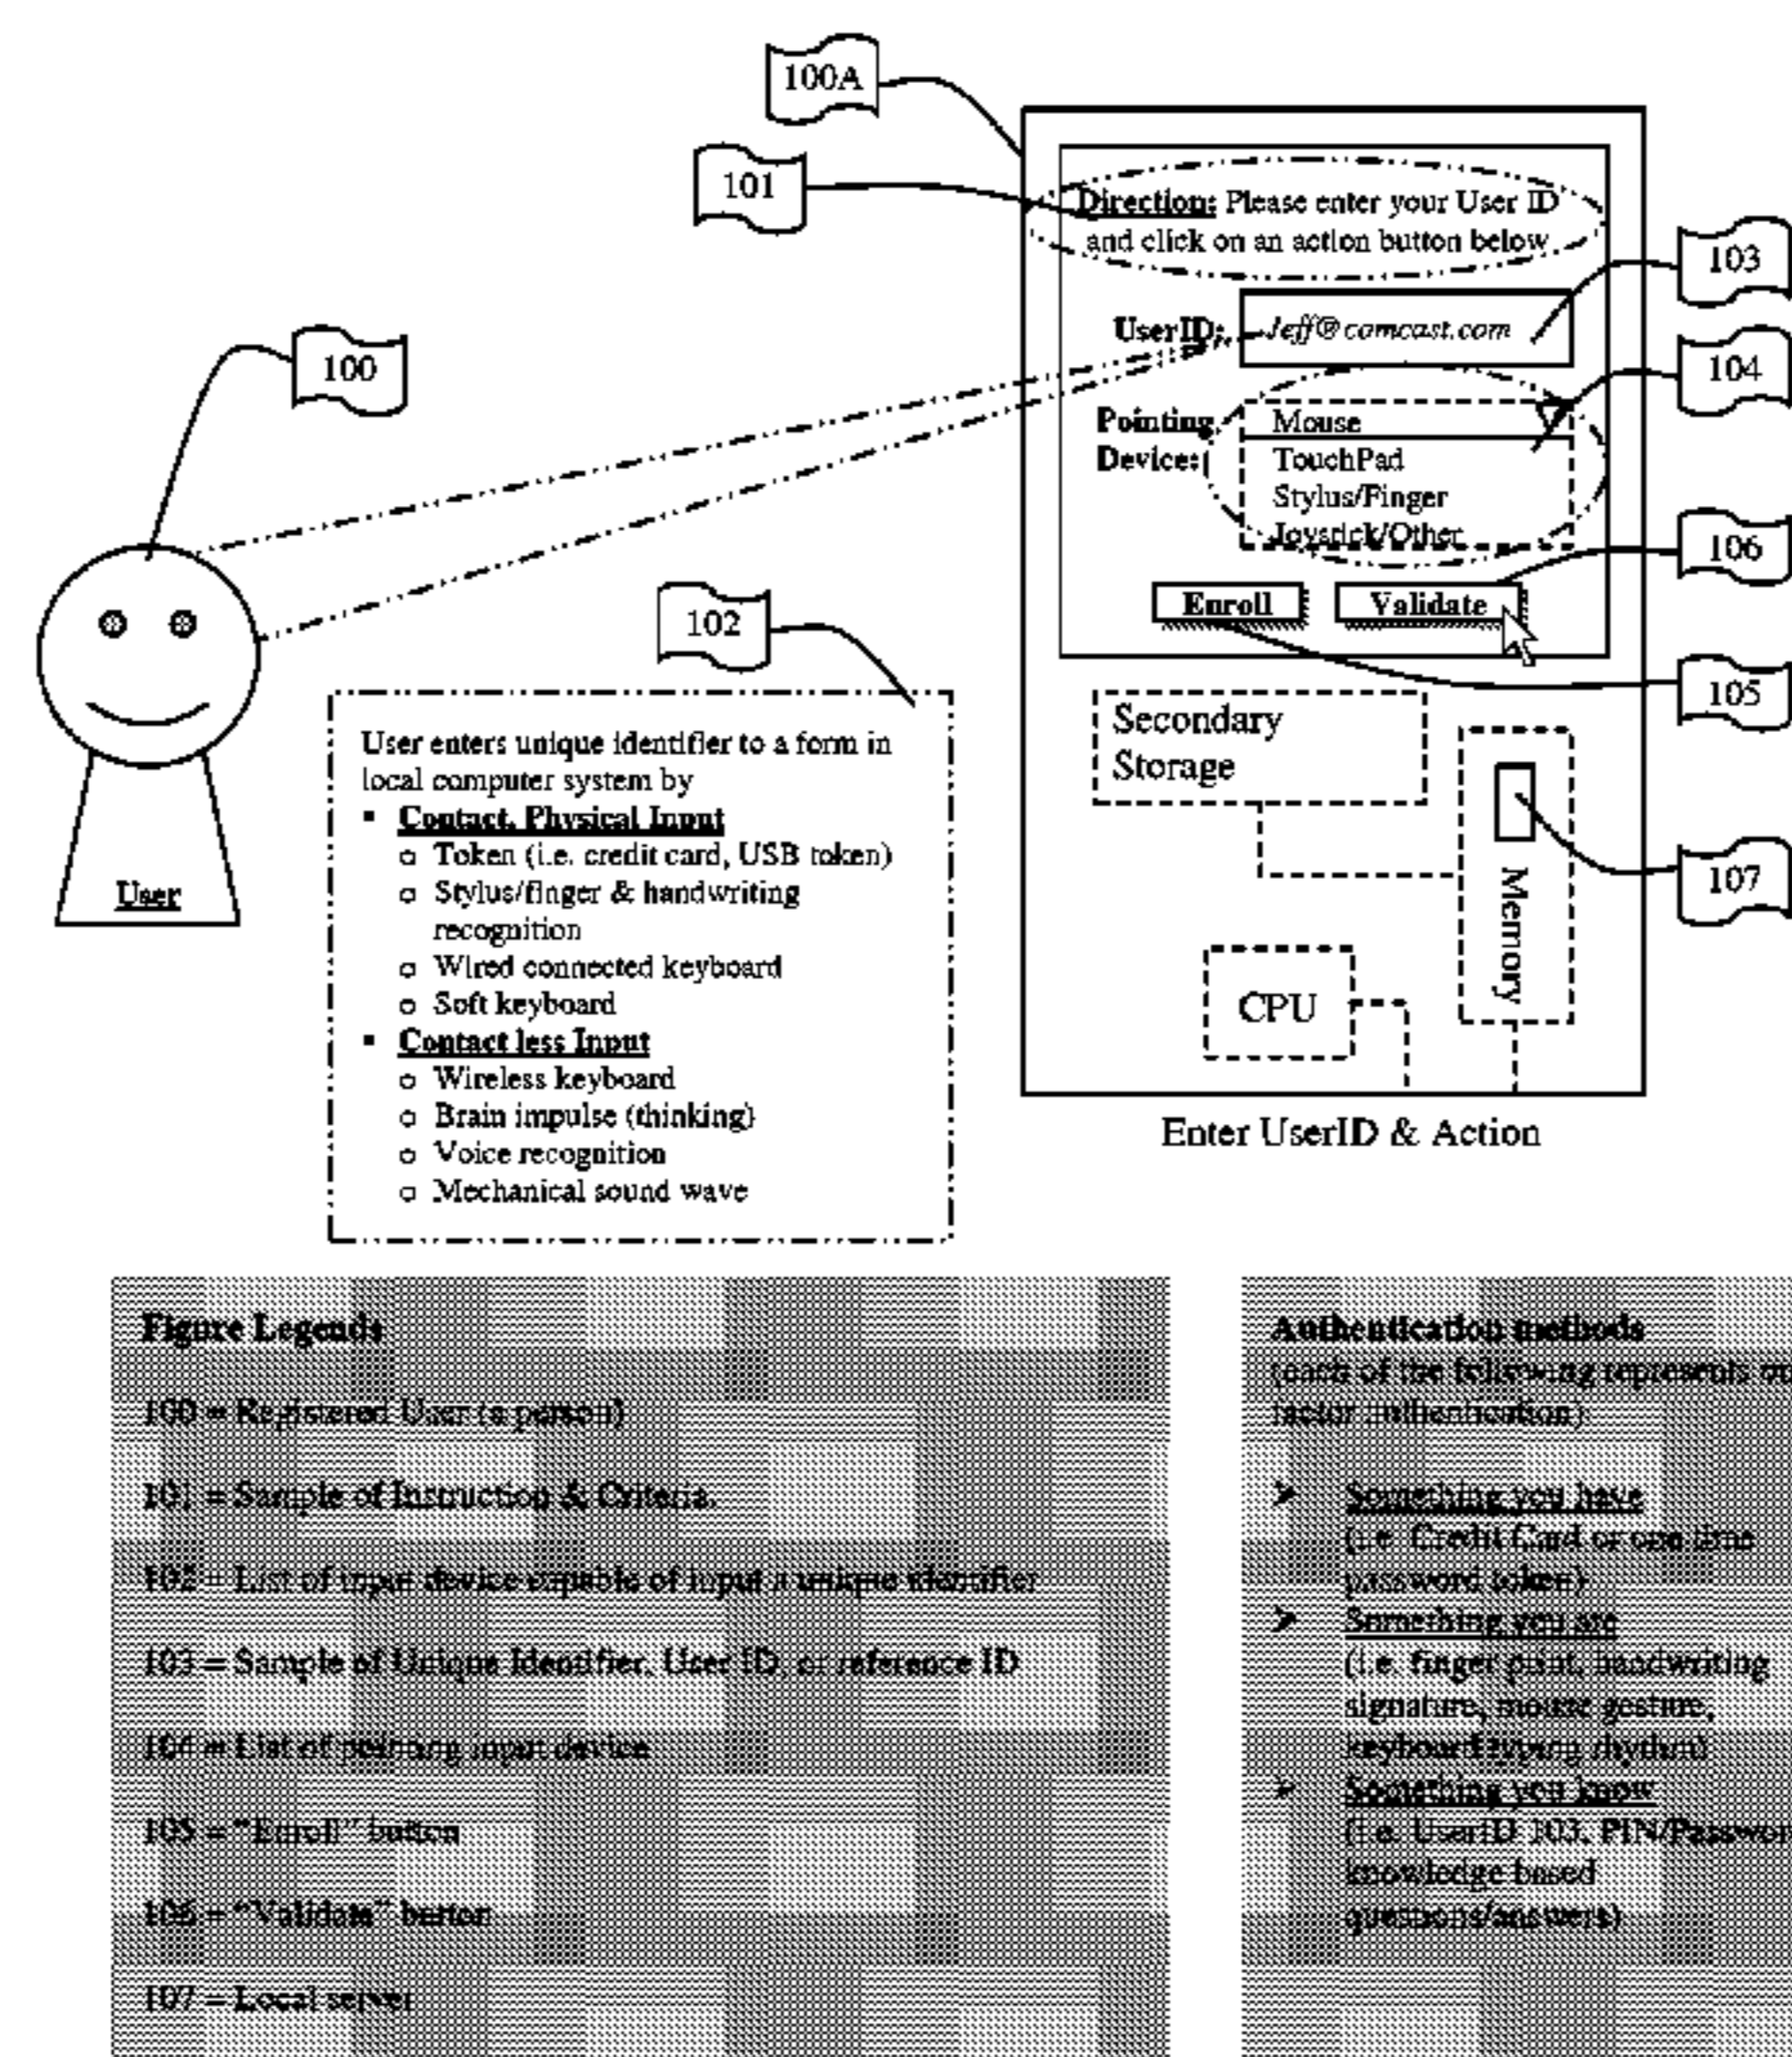 100A
101
Direction: Please enter your User ID
and click on an action button below
103
UserID:
Jeff@comcast.com
100
104
Pointing
Device:
Mouse
TouchPad
Stylus/Finger
Joystick/Other
106
Enroll
Validate
102
105
User enters unique identifier to a form in
local computer system by
▪ Contact, Physical Input
o Token (i.e. credit card, USB token)
o Stylus/finger & handwriting
recognition
o Wired connected keyboard
o Soft keyboard
▪ Contact less Input
o Wireless keyboard
o Brain impulse (thinking)
o Voice recognition
o Mechanical sound wave
User
Secondary
Storage
Memory
107
CPU
Enter UserID & Action
Figure Legends
100 = Registered User (a person)
101 = Sample of Instruction & Criteria.
102 = List of input device capable of input a unique identifier
103 = Sample of Unique Identifier, User ID, or reference ID
104 = List of pointing input device
105 = "Enroll" button
106 = "Validate" button
107 = Local server
Authentication methods
(each of the following represents
factor authentication)
➤ Something you have
(i.e. Credit Card or one time
password token)
➤ Something you are
(i.e. finger print, handwriting
signature, mouse gesture,
keyboard typing rhythm)
➤ Something you know
(i.e. UserID 103, PIN/Passwor
knowledge based
questions/answers)